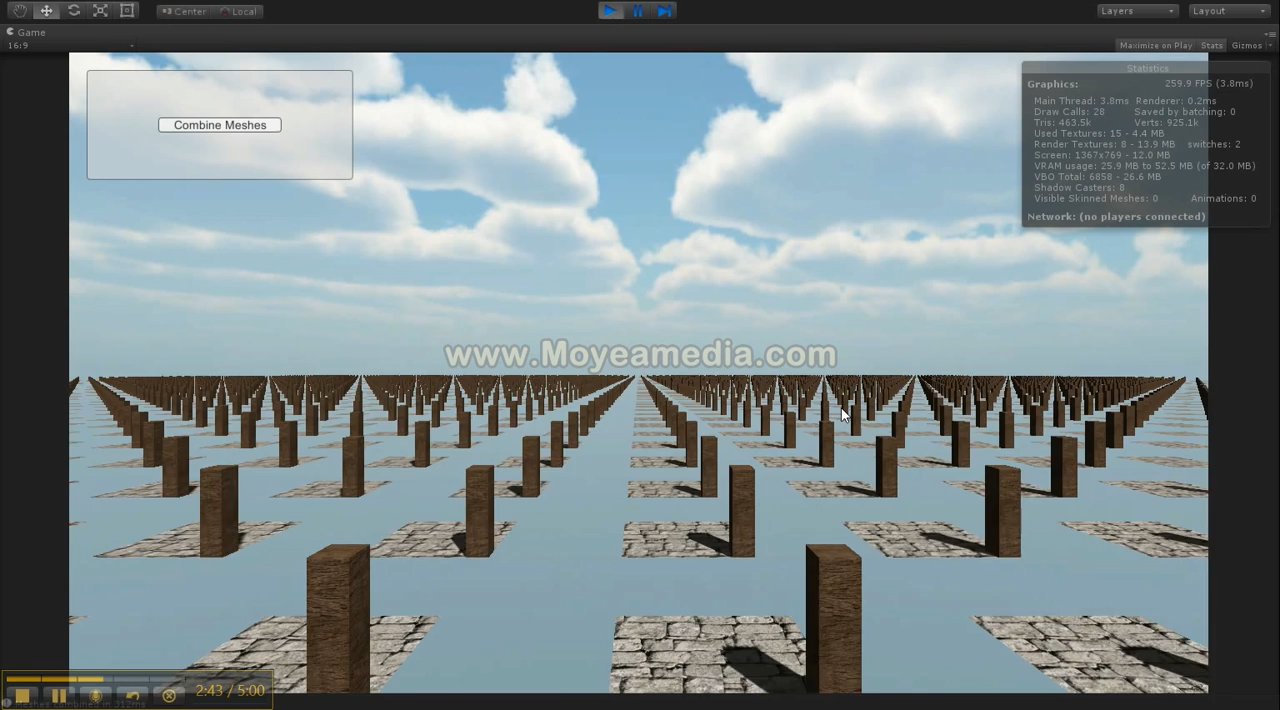 Center
Local
Layers
Layout
Game
16:9
Maximize on Play
Stats
Gizmos
Combine Meshes
Statistics
Graphics: 259.9 FPS (3.8ms)
Main Thread: 3.8ms Renderer: 0.2ms
Draw Calls: 28 Saved by batching: 0
Tris: 463.5k Verts: 925.1k
Used Textures: 15 - 4.4 MB
Render Textures: 8 - 13.9 MB switches: 2
Screen: 1367x769 - 12.0 MB
VRAM usage: 25.9 MB to 52.5 MB (of 32.0 MB)
VBO Total: 6858 - 26.6 MB
Shadow Casters: 8
Visible Skinned Meshes: 0 Animations: 0
Network: (no players connected)
www.Moyeamedia.com
2:43 / 5:00
Meshes combined in